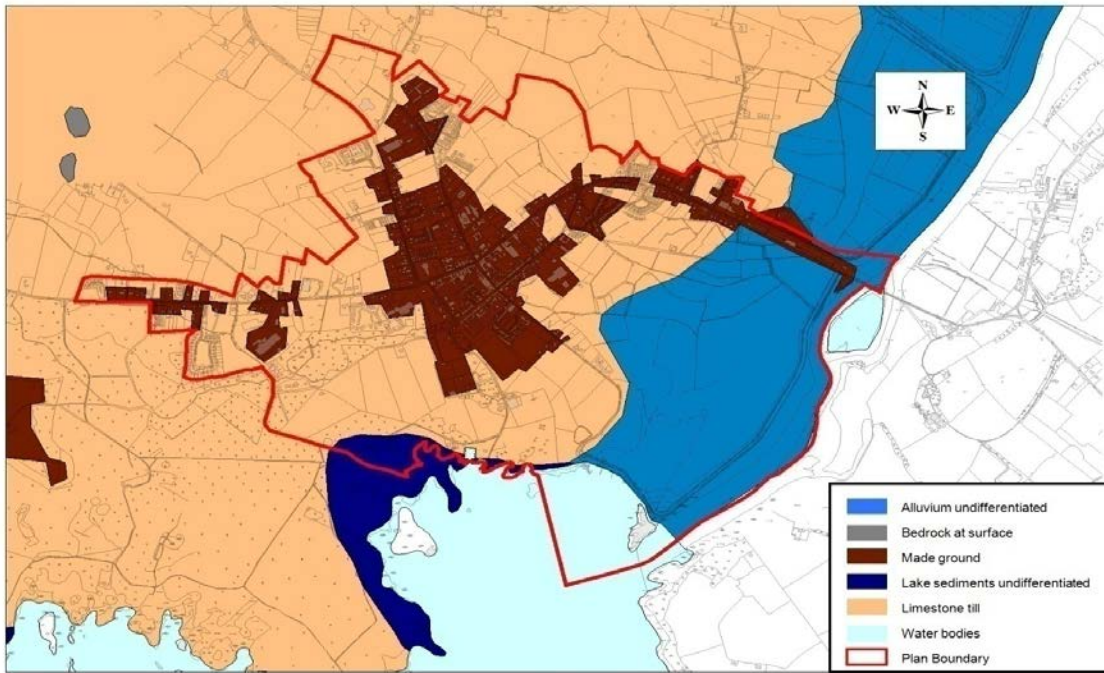 N
W E
S
Alluvium undifferentiated
Bedrock at surface
Made ground
Lake sediments undifferentiated
Limestone till
Water bodies
Plan Boundary